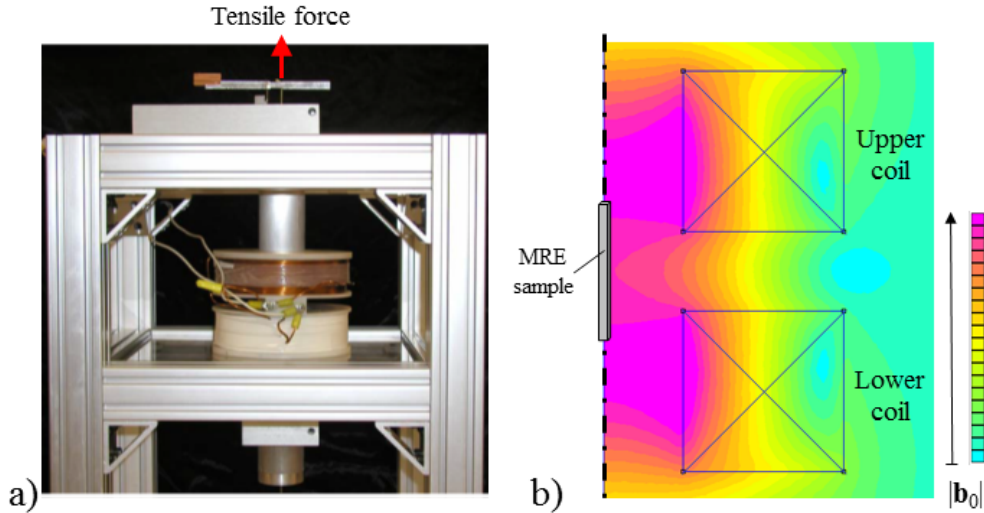 Tensile force
Upper
coil
MRE
sample
Lower
coil
a)
b)
|b₀|